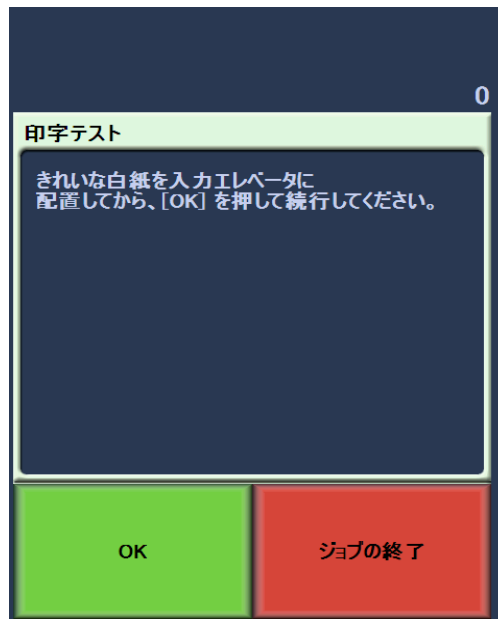 0
印字テスト
きれいな白紙を入力エレベータに
配置してから、[OK] を押して続行してください。
OK
ジョブの終了